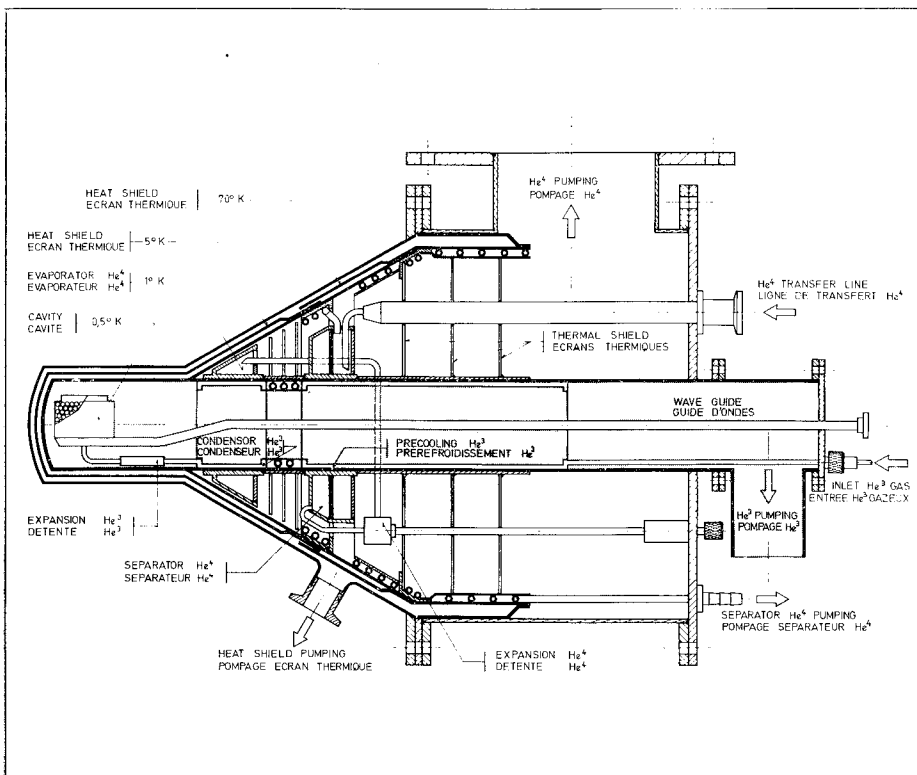 HEAT SHIELD
ECRAN THERMIQUE
70° K
HEAT SHIELD
ECRAN THERMIQUE
5° K
EVAPORATOR He⁴
EVAPORATEUR He⁴
1° K
CAVITY
CAVITE
0,5° K
He⁴ PUMPING
POMPAGE He⁴
He⁴ TRANSFER LINE
LIGNE DE TRANSFERT He⁴
THERMAL SHIELD
ECRANS THERMIQUES
WAVE GUIDE
GUIDE D'ONDES
CONDENSOR He³
CONDENSEUR He³
PRECOOLING He³
PREREFROIDISSEMENT He³
INLET He³ GAS
ENTREE He³ GAZEUX
He³ PUMPING
POMPAGE He³
EXPANSION He³
DETENTE He³
SEPARATOR He⁴
SEPARATEUR He⁴
SEPARATOR He⁴ PUMPING
POMPAGE SEPARATEUR He⁴
HEAT SHIELD PUMPING
POMPAGE ECRAN THERMIQUE
EXPANSION He⁴
DETENTE He⁴